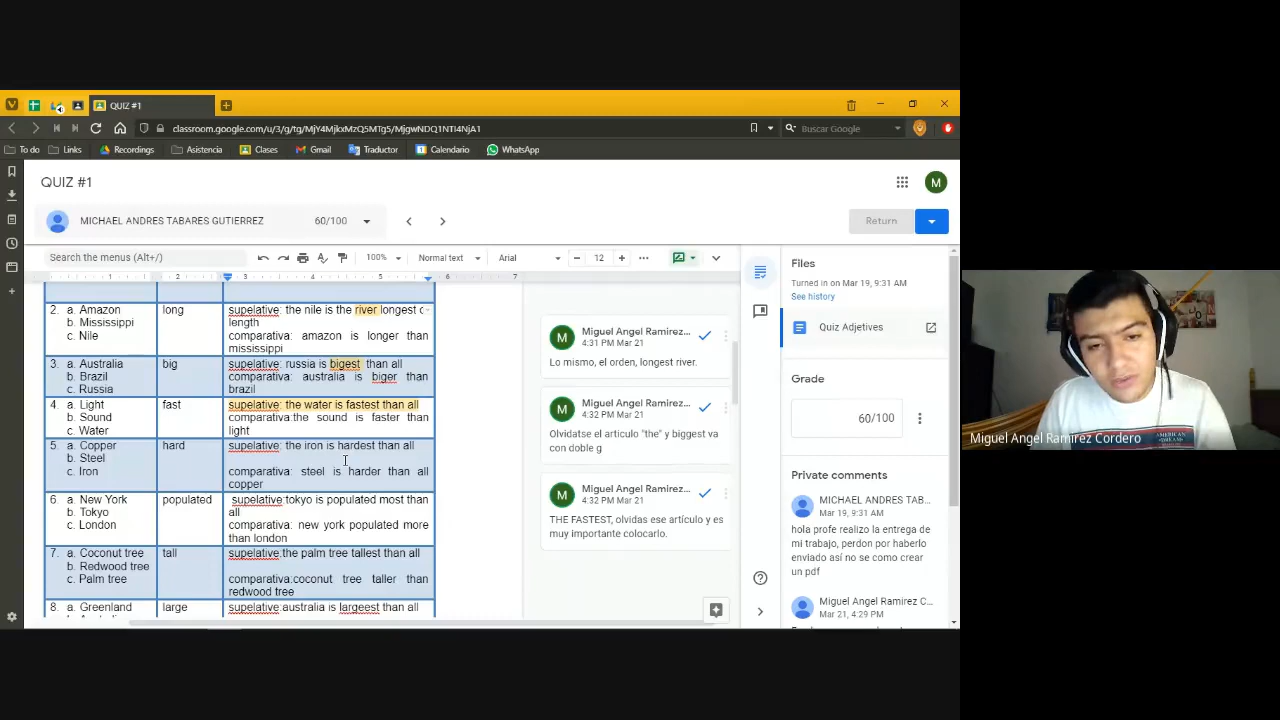 QUIZ #1
classroom.google.com/u/3/g/tg/MjY4MjkxMzQ5MTg5/MjgwNDQ1NTI4NjA1
Buscar Google
To do Links Recordings Asistencia Clases Gmail Traductor Calendario WhatsApp
QUIZ #1
M
MICHAEL ANDRES TABARES GUTIERREZ 60/100
Return
Search the menus (Alt+/) 100% Normal text Arial 12
1 2 3 4 5 6 7
2. a. Amazon
b. Mississippi
c. Nile
long
supelative: the nile is the river longest
length
comparativa: amazon is longer than
mississippi
3. a. Australia
b. Brazil
c. Russia
big
supelative: russia is bigest than all
comparativa: australia is biger than
brazil
4. a. Light
b. Sound
c. Water
fast
supelative: the water is fastest than all
comparativa:the sound is faster than
light
5. a. Copper
b. Steel
c. Iron
hard
supelative: the iron is hardest than all
comparativa: steel is harder than all
copper
6. a. New York
b. Tokyo
c. London
populated
supelative:tokyo is populated most than
all
comparativa: new york populated more
than london
7. a. Coconut tree
b. Redwood tree
c. Palm tree
tall
supelative:the palm tree tallest than all
comparativa:coconut tree taller than
redwood tree
8. a. Greenland
large
supelative:australia is largeest than all
M
Miguel Angel Ramirez...
4:31 PM Mar 21
Lo mismo, el orden, longest river.
M
Miguel Angel Ramirez...
4:32 PM Mar 21
Olvidatse el articulo "the" y biggest va
con doble g
M
Miguel Angel Ramirez...
4:32 PM Mar 21
THE FASTEST, olvidas ese artículo y es
muy importante colocarlo.
Files
Turned in on Mar 19, 9:31 AM
See history
Quiz Adjetives
Grade
60/100
Private comments
MICHAEL ANDRES TAB...
Mar 19, 9:31 AM
hola profe realizo la entrega de
mi trabajo, perdon por haberlo
enviado así no se como crear
un pdf
Miguel Angel Ramirez C...
Mar 21, 4:29 PM
Miguel Angel Ramirez Cordero